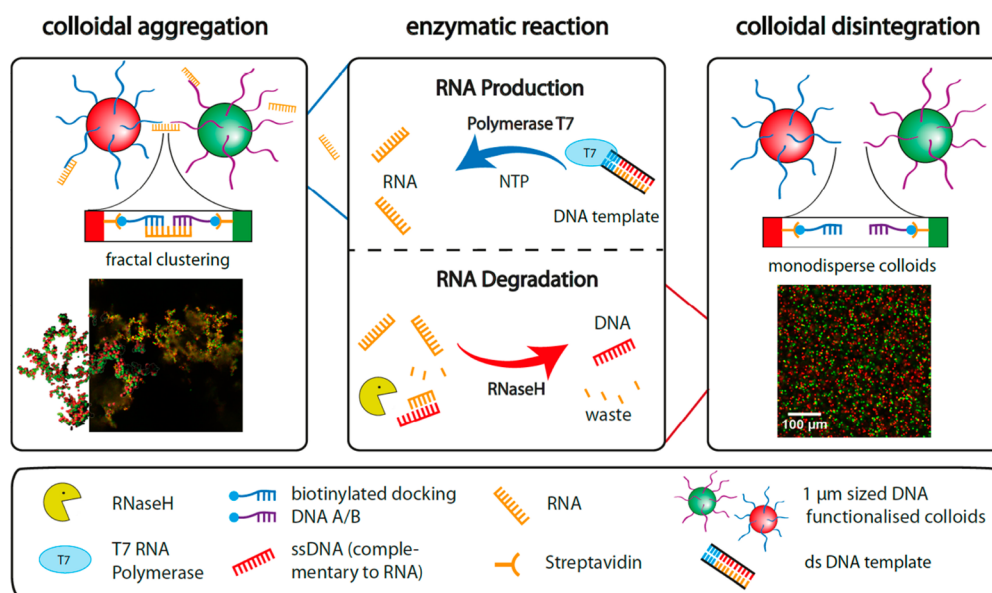 colloidal aggregation
enzymatic reaction
colloidal disintegration
fractal clustering
RNA Production
Polymerase T7
T7
RNA
NTP
DNA template
RNA Degradation
DNA
RNaseH
waste
monodisperse colloids
100 µm
RNaseH
biotinylated docking
DNA A/B
RNA
1 µm sized DNA
functionalised colloids
T7
T7 RNA
Polymerase
ssDNA (comple-
mentary to RNA)
Streptavidin
ds DNA template